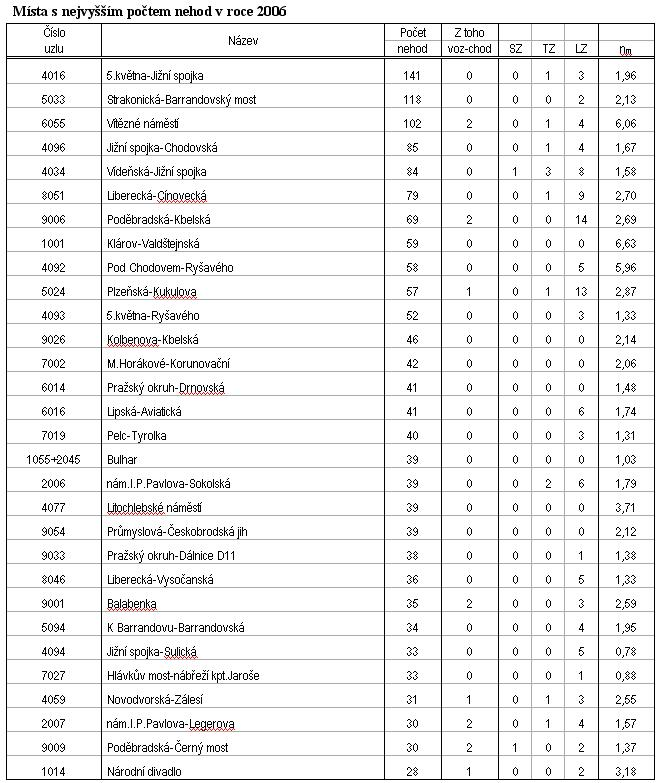 Místa s nejvyšším počtem nehod v roce 2006
Číslo uzlu Název Počet nehod Z toho voz-chod SZ TZ LZ nm
4016 5.května-Jižní spojka 141 0 0 1 3 1,96
5033 Strakonická-Barrandovský most 118 0 0 0 2 2,13
6055 Vítězné náměstí 102 2 0 1 4 6,06
4096 Jižní spojka-Chodovská 85 0 0 1 4 1,67
4034 Vídeňská-Jižní spojka 84 0 1 3 8 1,58
8051 Liberecká-Cínovecká 79 0 0 1 9 2,70
9006 Poděbradská-Kbelská 69 2 0 0 14 2,69
1001 Klárov-Valdštejnská 59 0 0 0 0 6,63
4092 Pod Chodovem-Ryšavého 58 0 0 0 5 5,96
5024 Plzeňská-Kukulova 57 1 0 1 13 2,87
4093 5.května-Ryšavého 52 0 0 0 3 1,33
9026 Kolbenova-Kbelská 46 0 0 0 0 2,14
7002 M.Horákové-Korunovační 42 0 0 0 0 2,06
6014 Pražský okruh-Drnovská 41 0 0 0 0 1,48
6016 Lipská-Aviatická 41 0 0 0 6 1,74
7019 Pelc-Tyrolka 40 0 0 0 3 1,31
1055+2045 Bulhar 39 0 0 0 0 1,03
2006 nám.I.P.Pavlova-Sokolská 39 0 0 2 6 1,79
4077 Litochlebské náměstí 39 0 0 0 0 3,71
9054 Průmyslová-Českobrodská jih 39 0 0 0 0 2,12
9033 Pražský okruh-Dálnice D11 38 0 0 0 1 1,38
8046 Liberecká-Vysočanská 36 0 0 0 5 1,33
9001 Balabenka 35 2 0 0 3 2,59
5094 K Barrandovu-Barrandovská 34 0 0 0 4 1,95
4094 Jižní spojka-Sulická 33 0 0 0 5 0,78
7027 Hlávkův most-nábřeží kpt.Jaroše 33 0 0 0 1 0,88
4059 Novodvorská-Zálesí 31 1 0 1 3 2,55
2007 nám.I.P.Pavlova-Legerova 30 2 0 1 4 1,57
9009 Poděbradská-Černý most 30 2 1 0 2 1,37
1014 Národní divadlo 28 1 0 0 2 3,18